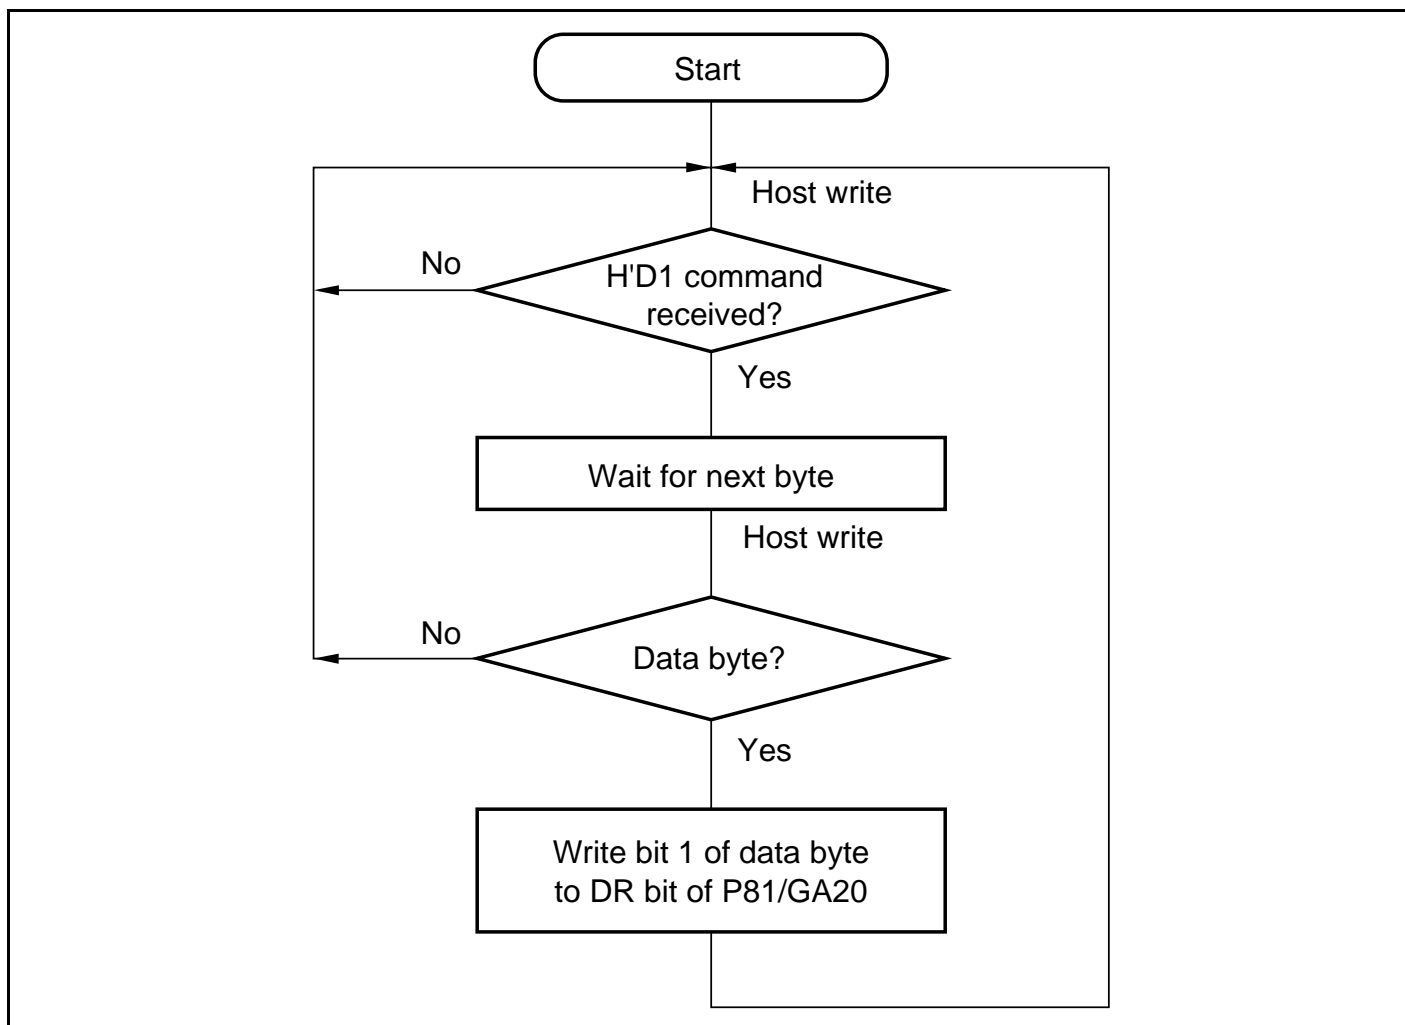 Start
Host write
No
H'D1 command
received?
Yes
Wait for next byte
Host write
No
Data byte?
Yes
Write bit 1 of data byte
to DR bit of P81/GA20